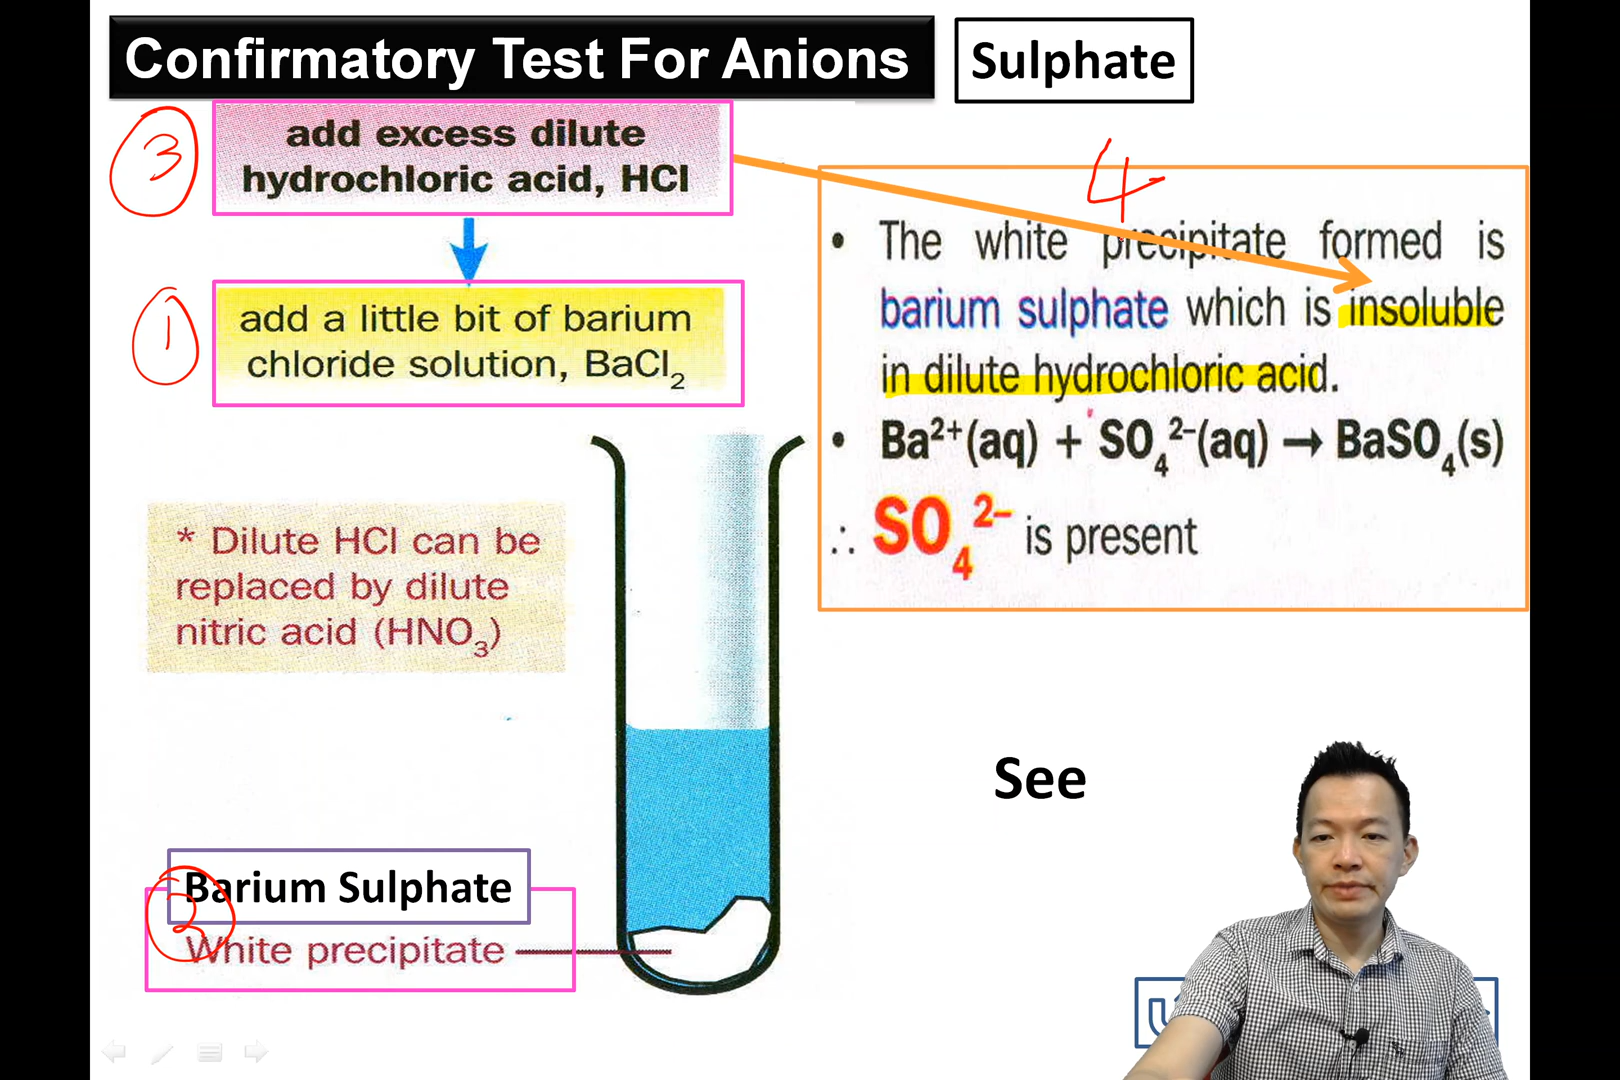 Confirmatory Test For Anions
Sulphate
3
add excess dilute
hydrochloric acid, HCl
1
add a little bit of barium
chloride solution, BaCl₂
4
• The white precipitate formed is
barium sulphate which is insoluble
in dilute hydrochloric acid.
• Ba²⁺(aq) + SO₄²⁻(aq) → BaSO₄(s)
∴ SO₄²⁻ is present
* Dilute HCl can be
replaced by dilute
nitric acid (HNO₃)
See
2
Barium Sulphate
White precipitate